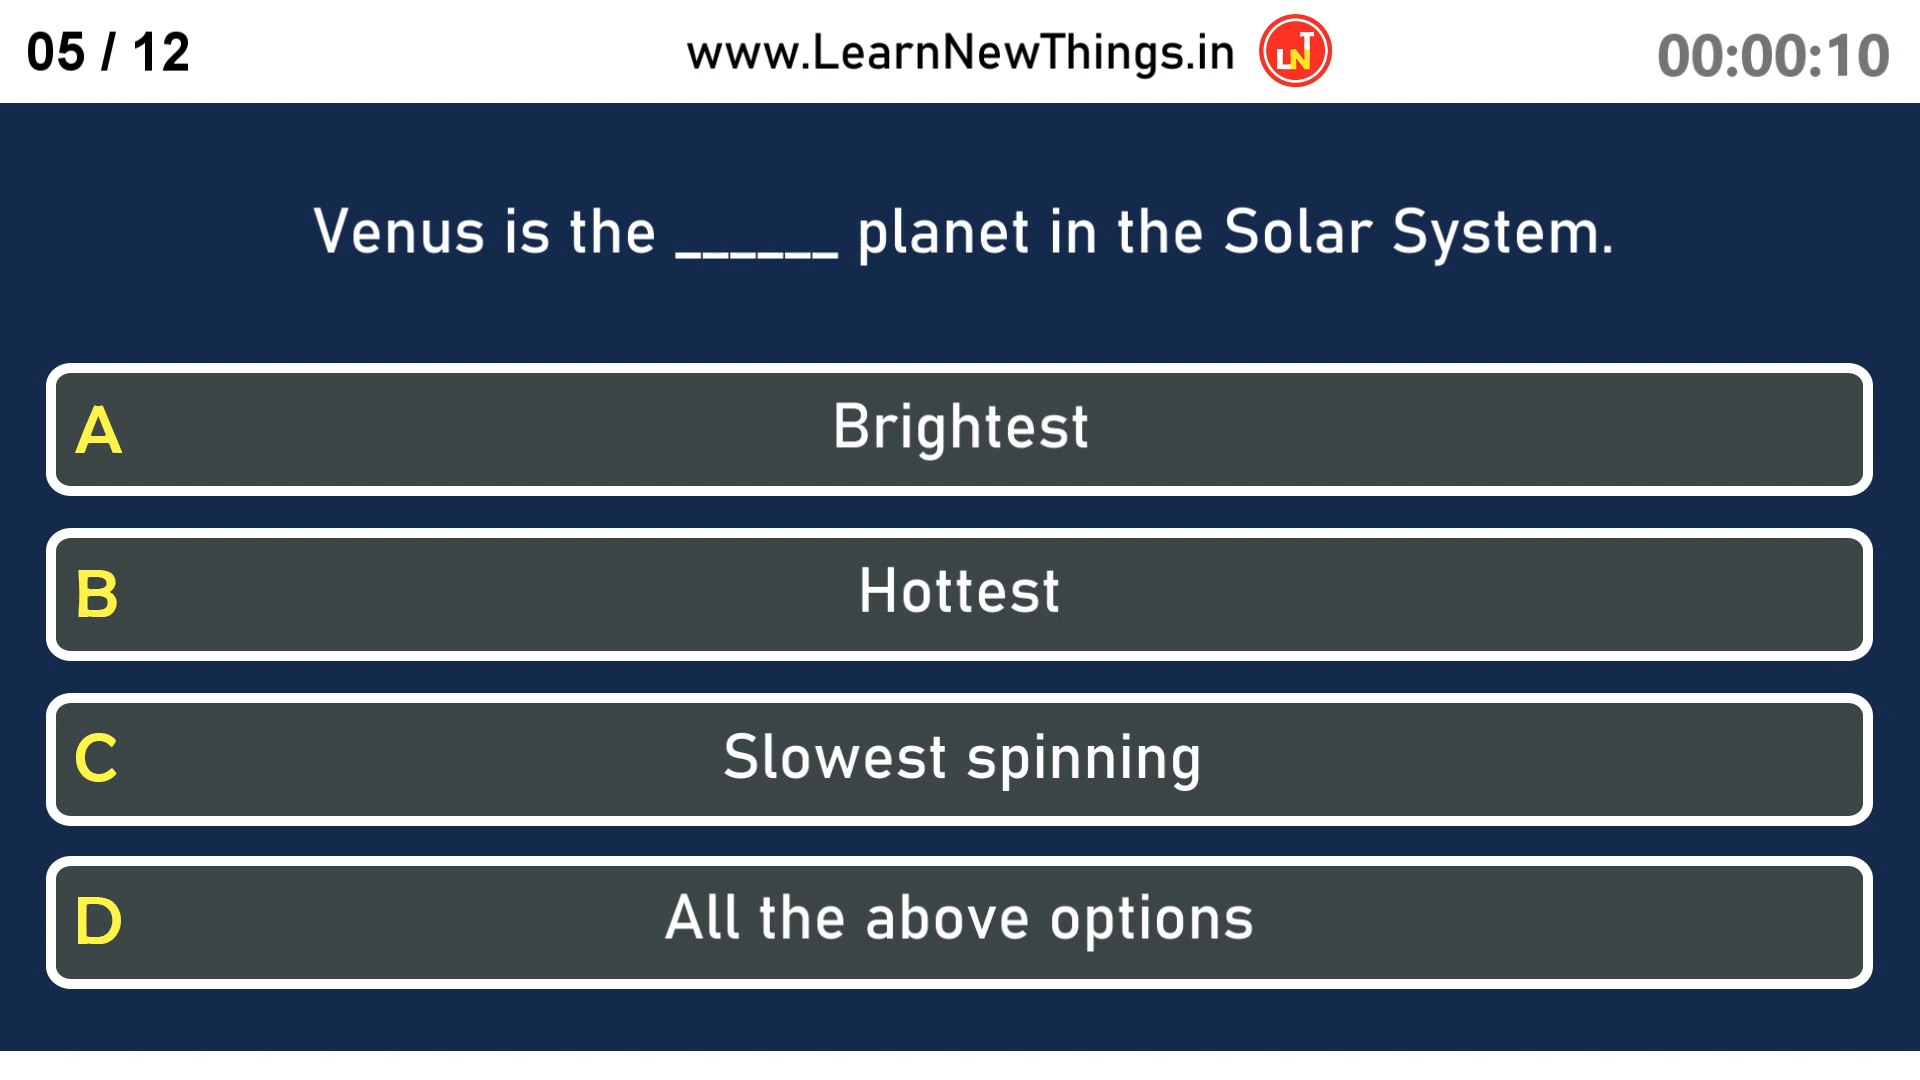 05 / 12
www.LearnNewThings.in
LNT
00:00:10
Venus is the ______ planet in the Solar System.
A Brightest
B Hottest
C Slowest spinning
D All the above options